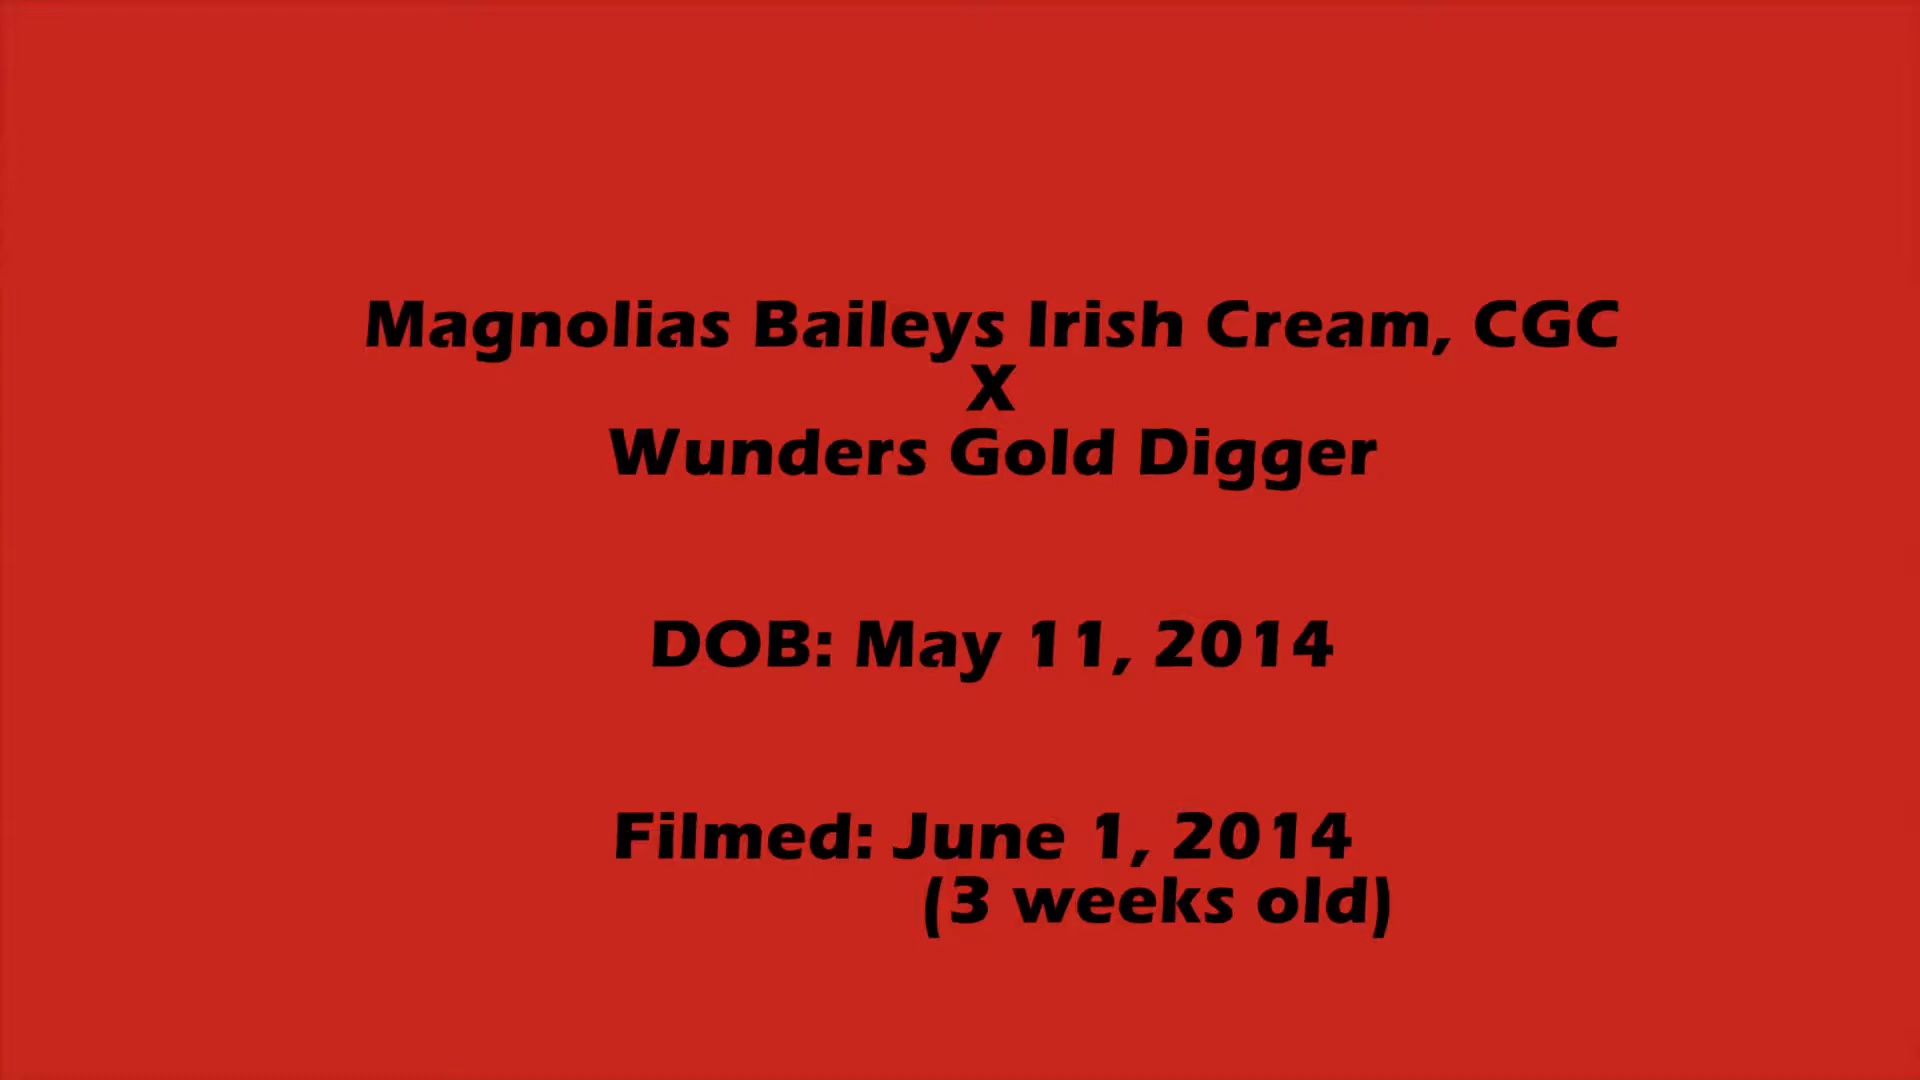 Magnolias Baileys Irish Cream, CGC
X
Wunders Gold Digger
DOB: May 11, 2014
Filmed: June 1, 2014
(3 weeks old)